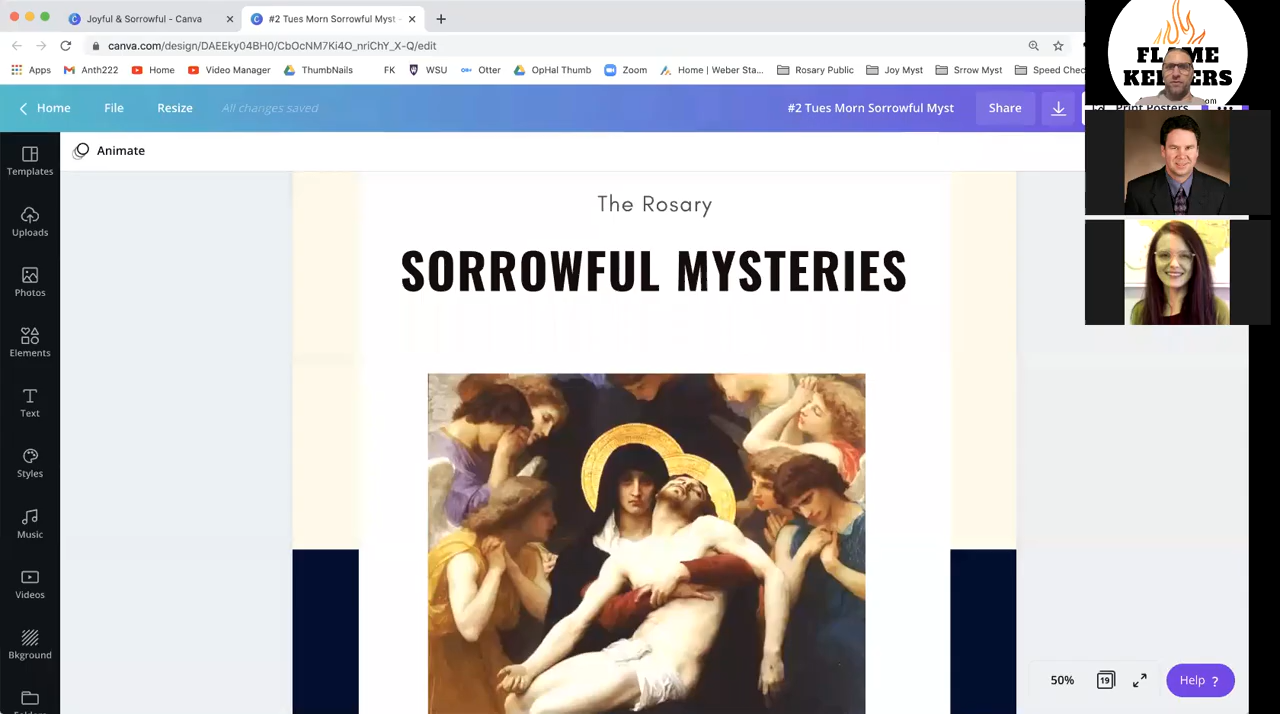 Joyful & Sorrowful - Canva
#2 Tues Morn Sorrowful Myst -
canva.com/design/DAEEky04BH0/CbOcNM7Ki4O_nriChY_X-Q/edit
Apps
Anth222
Home
Video Manager
ThumbNails
FK
WSU
Otter
OpHal Thumb
Zoom
Home | Weber Sta...
Rosary Public
Joy Myst
Srrow Myst
Speed Chec
FLAME
KEEPERS
Home
File
Resize
All changes saved
#2 Tues Morn Sorrowful Myst
Share
Print Posters
Templates
Animate
Uploads
Photos
Elements
Text
Styles
Music
Videos
Bkground
The Rosary
SORROWFUL MYSTERIES
50%
19
Help ?